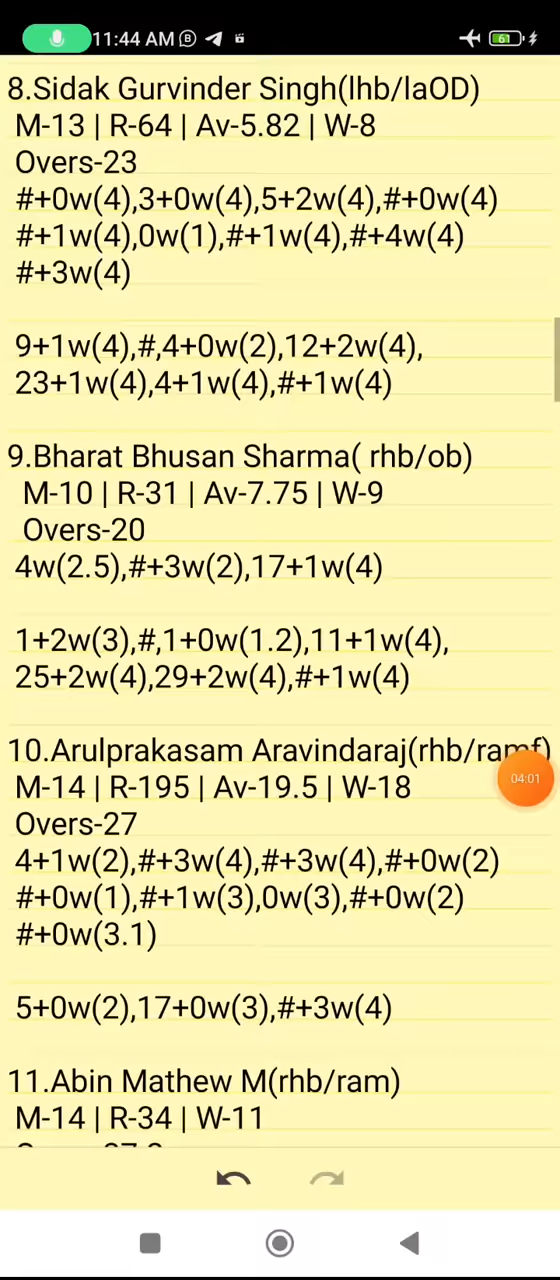 11:44 AM
61
8.Sidak Gurvinder Singh(lhb/laOD)
M-13 | R-64 | Av-5.82 | W-8
Overs-23
#+0w(4),3+0w(4),5+2w(4),#+0w(4)
#+1w(4),0w(1),#+1w(4),#+4w(4)
#+3w(4)
9+1w(4),#,4+0w(2),12+2w(4),
23+1w(4),4+1w(4),#+1w(4)
9.Bharat Bhusan Sharma( rhb/ob)
M-10 | R-31 | Av-7.75 | W-9
Overs-20
4w(2.5),#+3w(2),17+1w(4)
1+2w(3),#,1+0w(1.2),11+1w(4),
25+2w(4),29+2w(4),#+1w(4)
10.Arulprakasam Aravindaraj(rhb/ramf)
M-14 | R-195 | Av-19.5 | W-18
04:01
Overs-27
4+1w(2),#+3w(4),#+3w(4),#+0w(2)
#+0w(1),#+1w(3),0w(3),#+0w(2)
#+0w(3.1)
5+0w(2),17+0w(3),#+3w(4)
11.Abin Mathew M(rhb/ram)
M-14 | R-34 | W-11